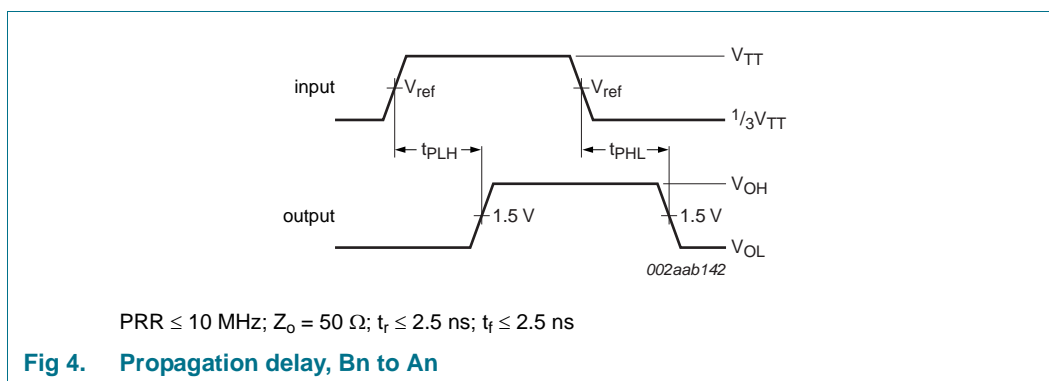 V_TT
input
V_ref V_ref
1/3V_TT
t_PLH t_PHL
V_OH
output
1.5 V 1.5 V
V_OL
002aab142
PRR ≤ 10 MHz; Z_o = 50 Ω; t_r ≤ 2.5 ns; t_f ≤ 2.5 ns
Fig 4. Propagation delay, Bn to An